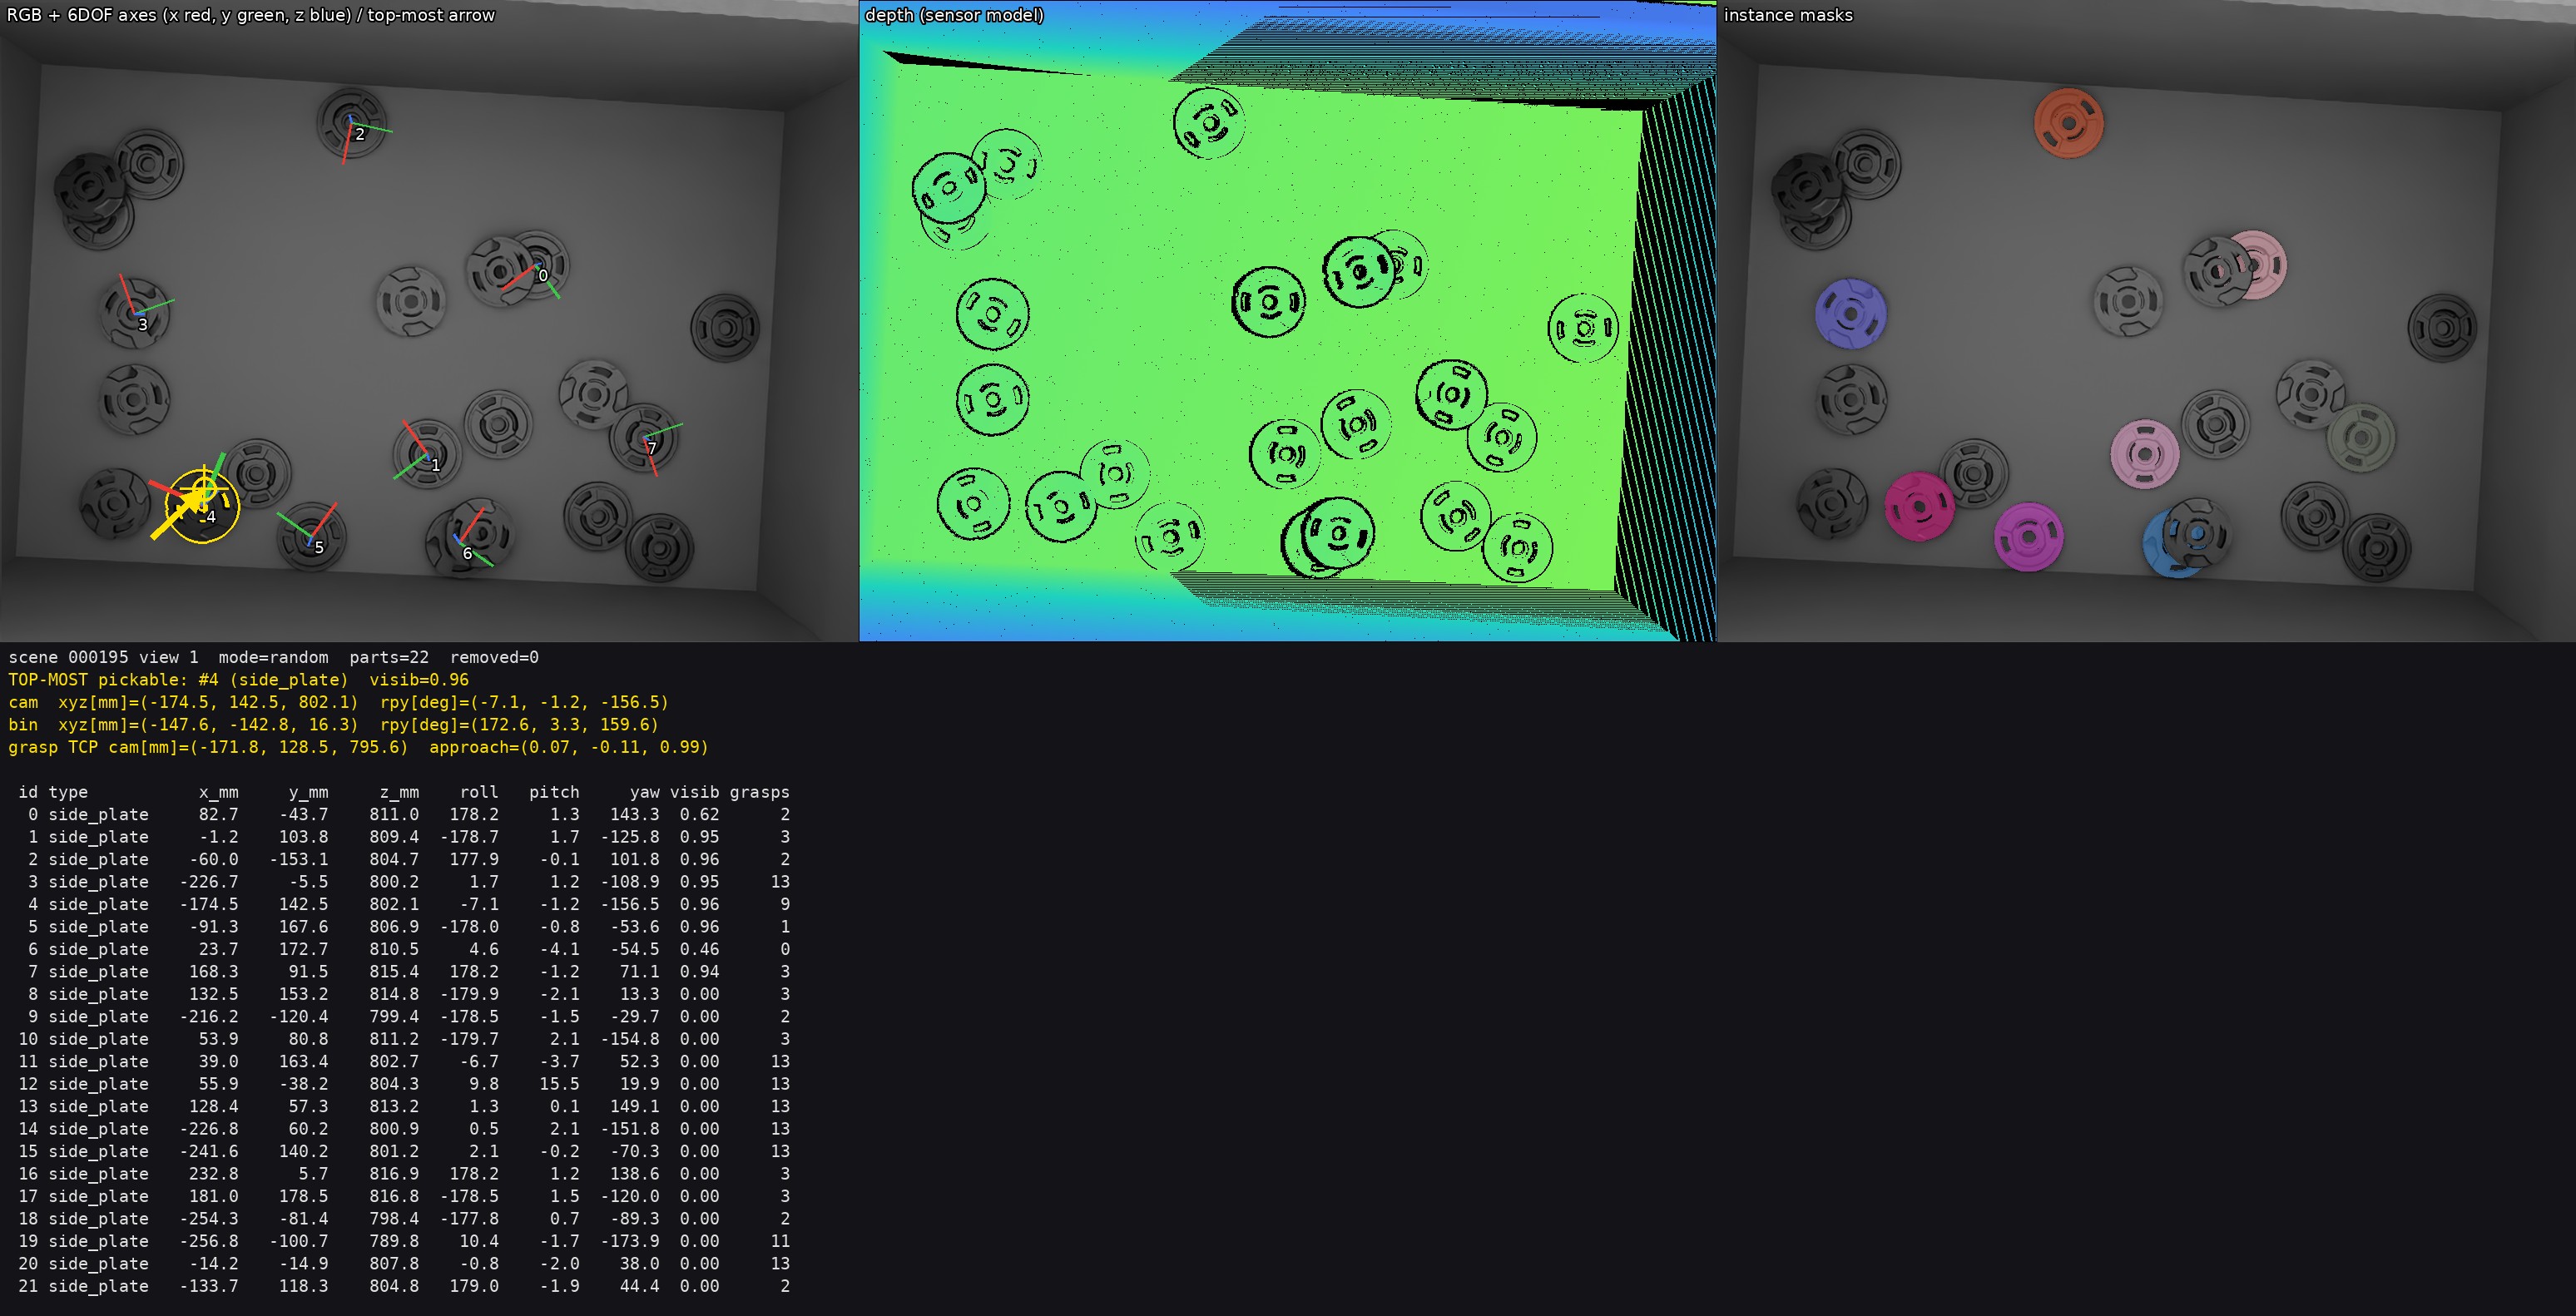 RGB + 6DOF axes (x red, y green, z blue) / top-most arrow
depth (sensor model)
instance masks
2
0
3
1
7
4
5
6
scene 000195 view 1  mode=random  parts=22  removed=0
TOP-MOST pickable: #4 (side_plate)  visib=0.96
cam  xyz[mm]=(-174.5, 142.5, 802.1)  rpy[deg]=(-7.1, -1.2, -156.5)
bin  xyz[mm]=(-147.6, -142.8, 16.3)  rpy[deg]=(172.6, 3.3, 159.6)
grasp TCP cam[mm]=(-171.8, 128.5, 795.6)  approach=(0.07, -0.11, 0.99)
id type x_mm y_mm z_mm roll pitch yaw visib grasps
0 side_plate 82.7 -43.7 811.0 178.2 1.3 143.3 0.62 2
1 side_plate -1.2 103.8 809.4 -178.7 1.7 -125.8 0.95 3
2 side_plate -60.0 -153.1 804.7 177.9 -0.1 101.8 0.96 2
3 side_plate -226.7 -5.5 800.2 1.7 1.2 -108.9 0.95 13
4 side_plate -174.5 142.5 802.1 -7.1 -1.2 -156.5 0.96 9
5 side_plate -91.3 167.6 806.9 -178.0 -0.8 -53.6 0.96 1
6 side_plate 23.7 172.7 810.5 4.6 -4.1 -54.5 0.46 0
7 side_plate 168.3 91.5 815.4 178.2 -1.2 71.1 0.94 3
8 side_plate 132.5 153.2 814.8 -179.9 -2.1 13.3 0.00 3
9 side_plate -216.2 -120.4 799.4 -178.5 -1.5 -29.7 0.00 2
10 side_plate 53.9 80.8 811.2 -179.7 2.1 -154.8 0.00 3
11 side_plate 39.0 163.4 802.7 -6.7 -3.7 52.3 0.00 13
12 side_plate 55.9 -38.2 804.3 9.8 15.5 19.9 0.00 13
13 side_plate 128.4 57.3 813.2 1.3 0.1 149.1 0.00 13
14 side_plate -226.8 60.2 800.9 0.5 2.1 -151.8 0.00 13
15 side_plate -241.6 140.2 801.2 2.1 -0.2 -70.3 0.00 13
16 side_plate 232.8 5.7 816.9 178.2 1.2 138.6 0.00 3
17 side_plate 181.0 178.5 816.8 -178.5 1.5 -120.0 0.00 3
18 side_plate -254.3 -81.4 798.4 -177.8 0.7 -89.3 0.00 2
19 side_plate -256.8 -100.7 789.8 10.4 -1.7 -173.9 0.00 11
20 side_plate -14.2 -14.9 807.8 -0.8 -2.0 38.0 0.00 13
21 side_plate -133.7 118.3 804.8 179.0 -1.9 44.4 0.00 2